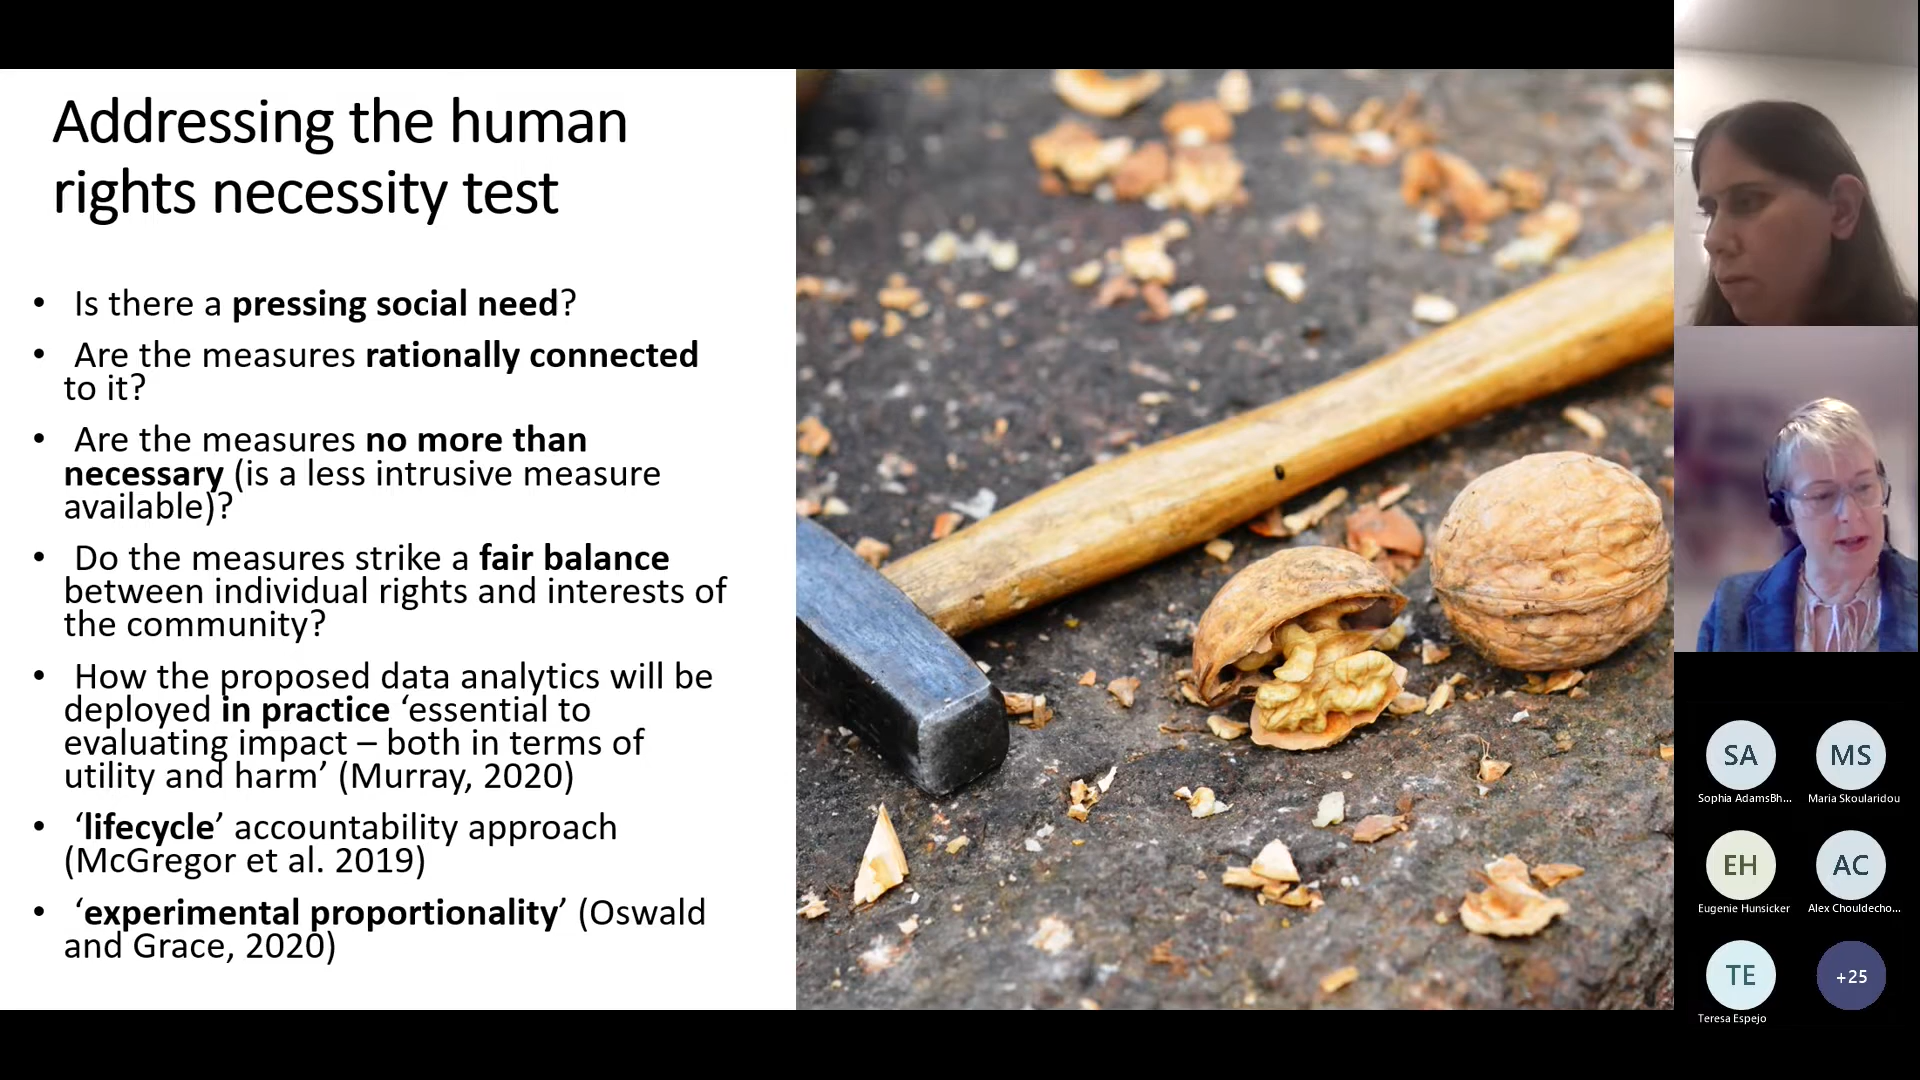 Addressing the human
rights necessity test
• Is there a pressing social need?
• Are the measures rationally connected
to it?
• Are the measures no more than
necessary (is a less intrusive measure
available)?
• Do the measures strike a fair balance
between individual rights and interests of
the community?
• How the proposed data analytics will be
deployed in practice ‘essential to
evaluating impact – both in terms of
utility and harm’ (Murray, 2020)
• ‘lifecycle’ accountability approach
(McGregor et al. 2019)
• ‘experimental proportionality’ (Oswald
and Grace, 2020)
SA MS
Sophia AdamsBh... Maria Skoularidou
EH AC
Eugenie Hunsicker Alex Chouldecho...
TE +25
Teresa Espejo